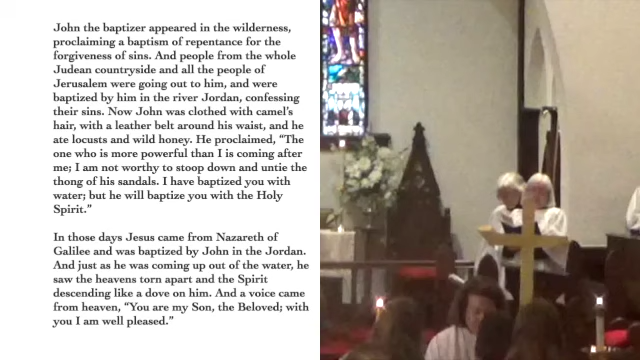 John the baptizer appeared in the wilderness,
proclaiming a baptism of repentance for the
forgiveness of sins. And people from the whole
Judean countryside and all the people of
Jerusalem were going out to him, and were
baptized by him in the river Jordan, confessing
their sins. Now John was clothed with camel’s
hair, with a leather belt around his waist, and he
ate locusts and wild honey. He proclaimed, “The
one who is more powerful than I is coming after
me; I am not worthy to stoop down and untie the
thong of his sandals. I have baptized you with
water; but he will baptize you with the Holy
Spirit.”
In those days Jesus came from Nazareth of
Galilee and was baptized by John in the Jordan.
And just as he was coming up out of the water, he
saw the heavens torn apart and the Spirit
descending like a dove on him. And a voice came
from heaven, “You are my Son, the Beloved; with
you I am well pleased.”